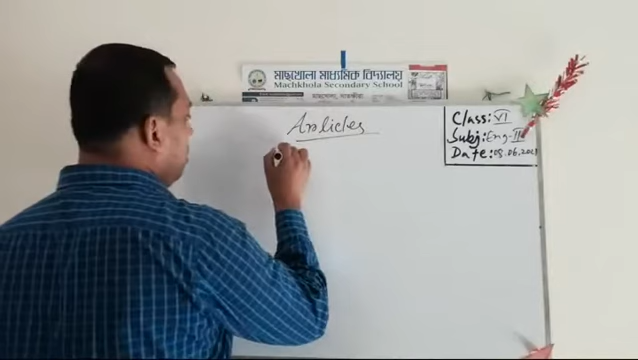 মাছখোলা মাধ্যমিক বিদ্যালয়
Machkhola Secondary School
Articles
Class: VI
Subj: Eng-II
Date: 08.06.2021